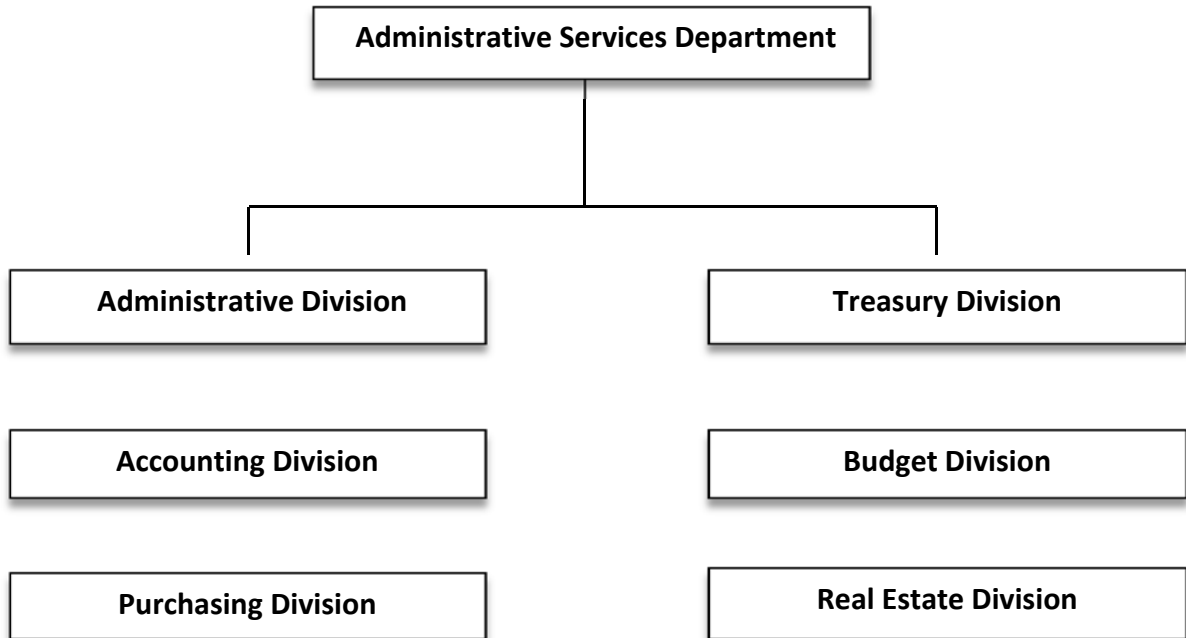 Administrative Services Department
Administrative Division
Treasury Division
Accounting Division
Budget Division
Purchasing Division
Real Estate Division